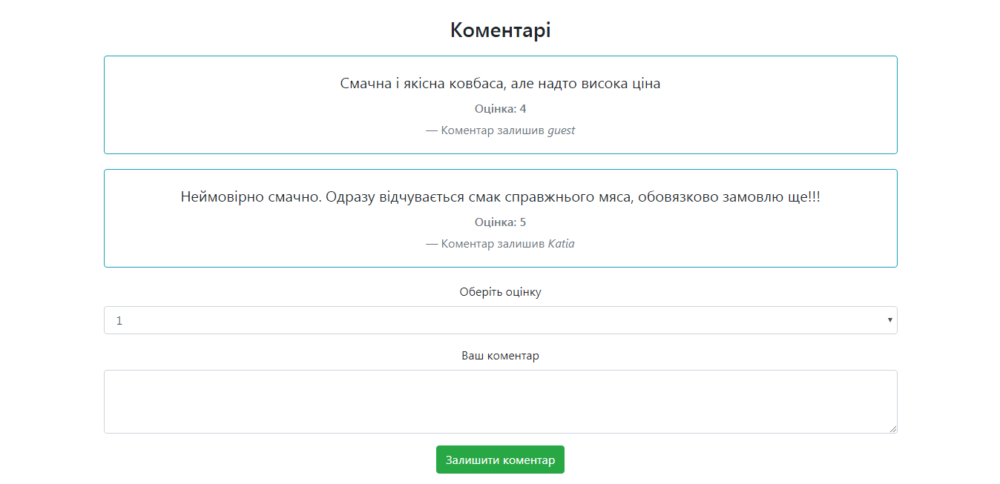 Коментарі
Смачна і якісна ковбаса, але надто висока ціна
Оцінка: 4
— Коментар залишив guest
Неймовірно смачно. Одразу відчувається смак справжнього мяса, обовязково замовлю ще!!!
Оцінка: 5
— Коментар залишив Katia
Оберіть оцінку
1
Ваш коментар
Залишити коментар